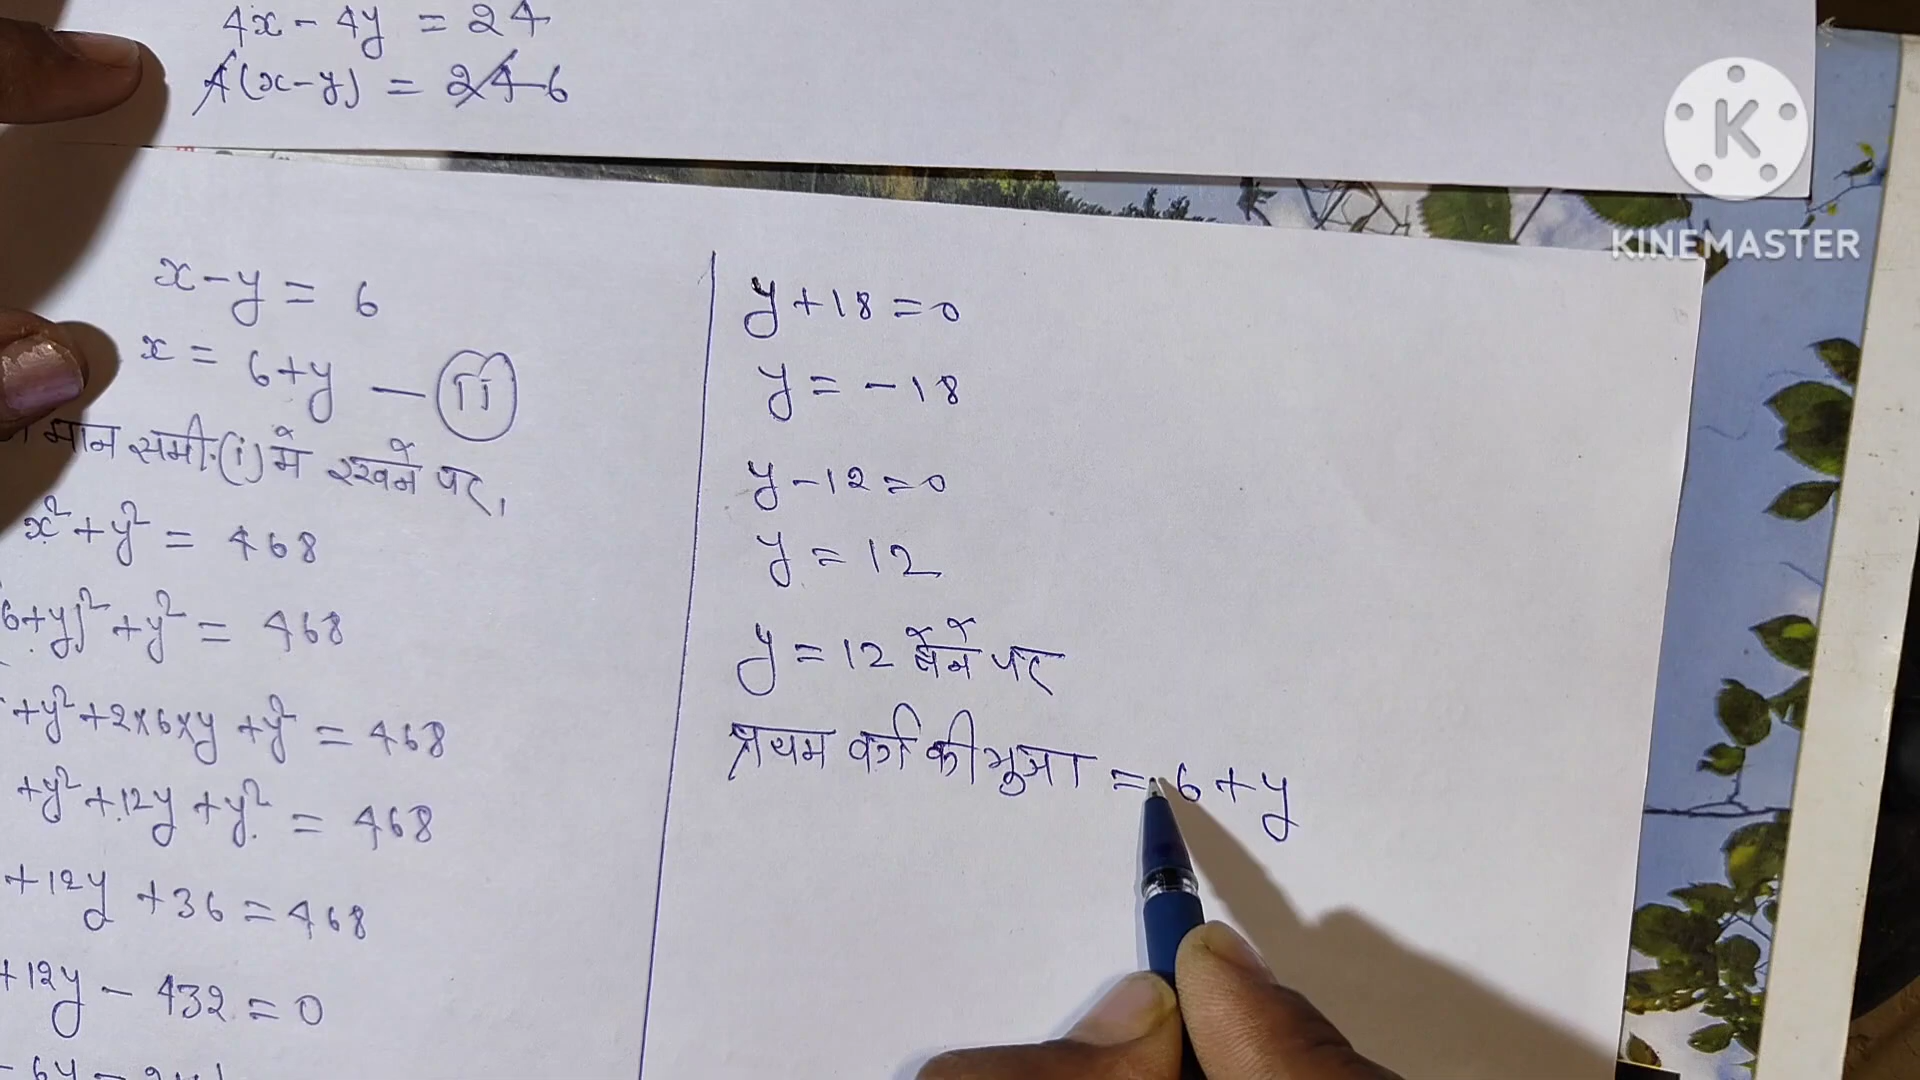 4x - 4y = 24
4(x-y) = 24 6
K
KINEMASTER
x-y = 6
x = 6+y — II
मान समी.(i) में रखने पर,
x²+y² = 468
6+y)²+y² = 468
+y²+2×6×y+y² = 468
+y²+12y+y² = 468
+12y +36 = 468
+12y - 432 = 0
y+18=0
y = -18
y-12=0
y = 12
y = 12 लेने पर
प्रथम वर्ग की भुजा = 6+y